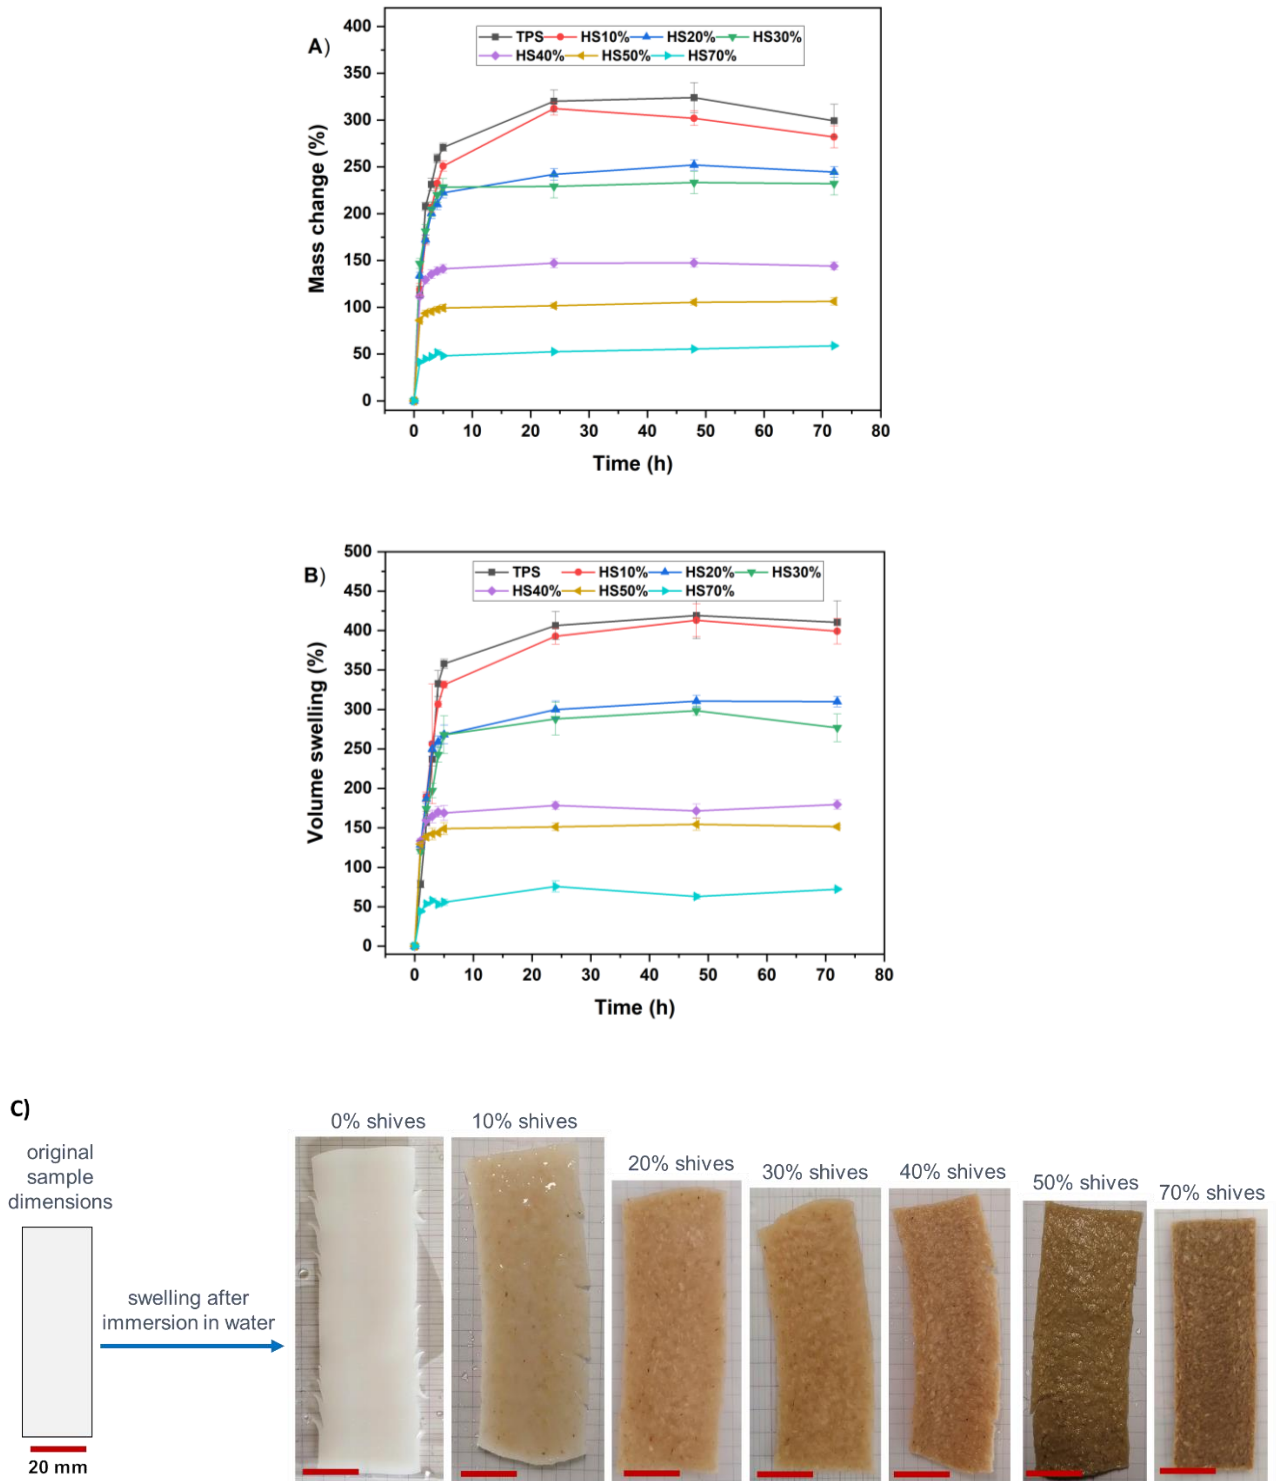 A)
TPS HS10% HS20% HS30%
HS40% HS50% HS70%
400
350
300
250
200
150
100
50
0
Mass change (%)
0 10 20 30 40 50 60 70 80
Time (h)
B)
TPS HS10% HS20% HS30%
HS40% HS50% HS70%
500
450
400
350
300
250
200
150
100
50
0
Volume swelling (%)
0 10 20 30 40 50 60 70 80
Time (h)
C)
original
sample
dimensions
20 mm
swelling after
immersion in water
0% shives
10% shives
20% shives
30% shives
40% shives
50% shives
70% shives